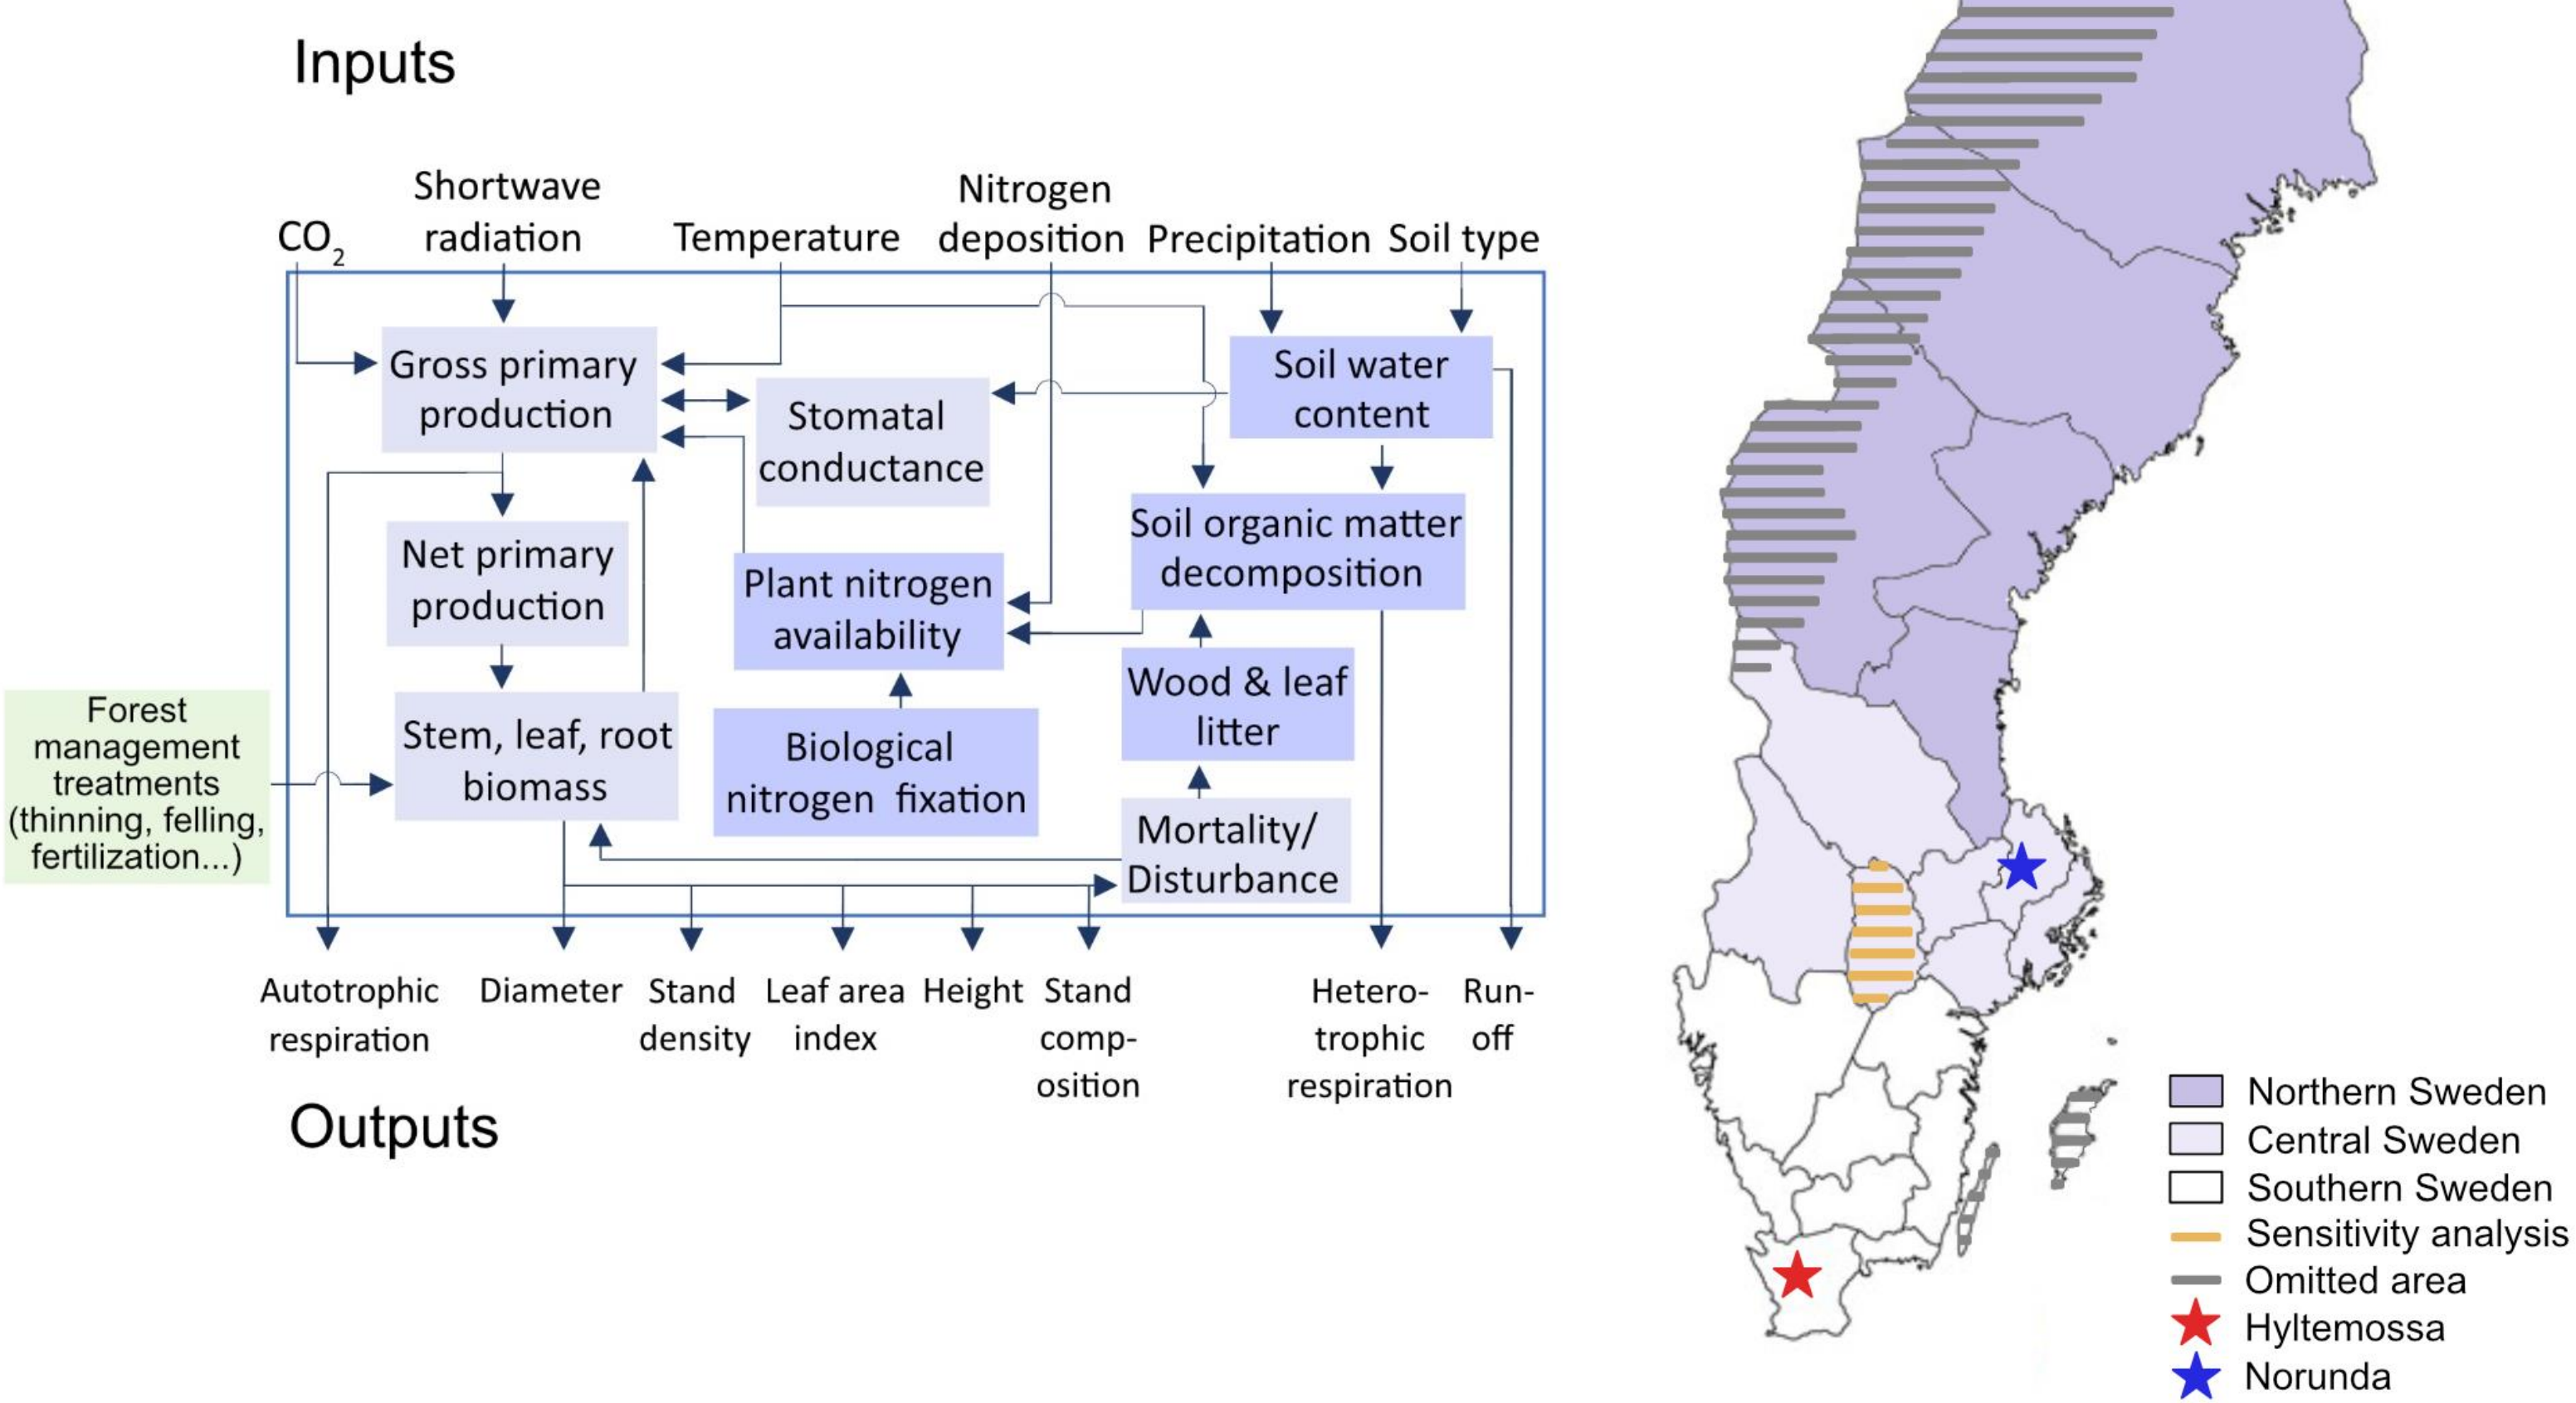 Inputs
Shortwave
radiation
CO2
Temperature
Nitrogen
deposition
Precipitation
Soil type
Gross primary
production
Stomatal
conductance
Soil water
content
Net primary
production
Plant nitrogen
availability
Soil organic matter
decomposition
Forest
management
treatments
(thinning, felling,
fertilization...)
Stem, leaf, root
biomass
Biological
nitrogen fixation
Wood & leaf
litter
Mortality/
Disturbance
Autotrophic
respiration
Diameter
Stand
density
Leaf area
index
Height
Stand
comp-
osition
Hetero-
trophic
respiration
Run-
off
Outputs
Northern Sweden
Central Sweden
Southern Sweden
Sensitivity analysis
Omitted area
Hyltemossa
Norunda